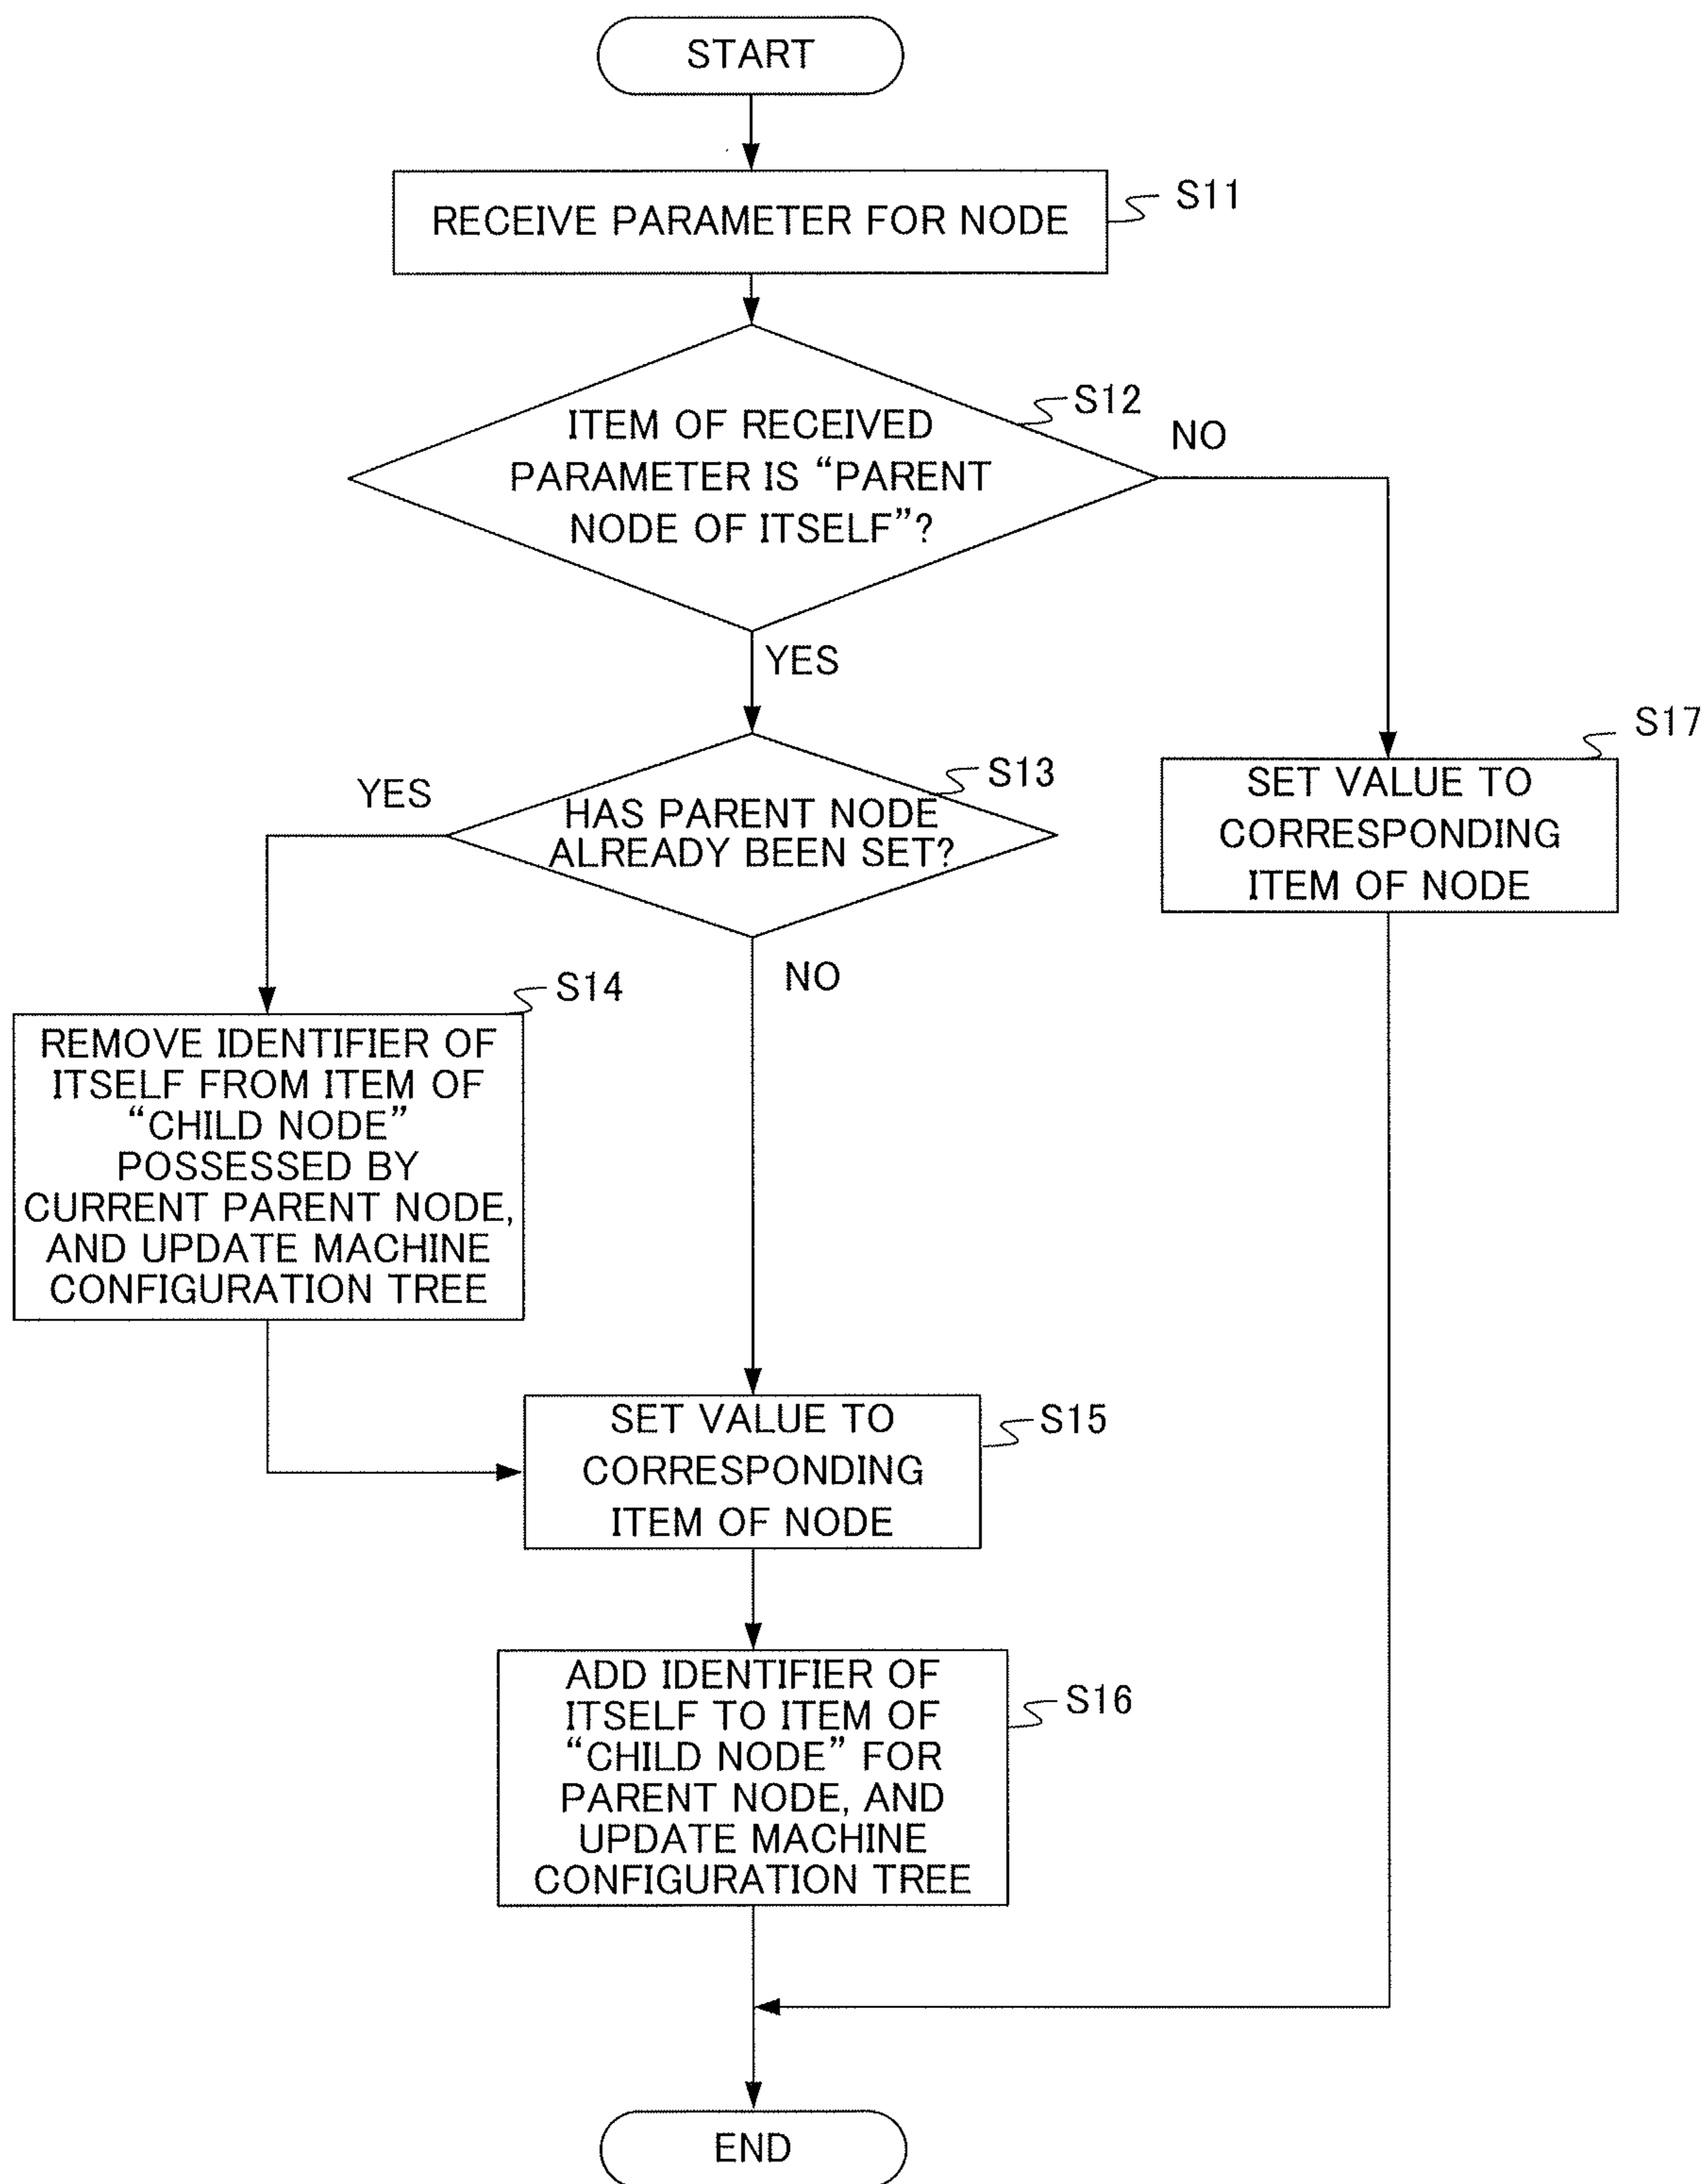 START
RECEIVE PARAMETER FOR NODE
S11
S12
ITEM OF RECEIVED
PARAMETER IS “PARENT
NODE OF ITSELF”?
NO
YES
S13
YES
HAS PARENT NODE
ALREADY BEEN SET?
NO
S17
SET VALUE TO
CORRESPONDING
ITEM OF NODE
S14
REMOVE IDENTIFIER OF
ITSELF FROM ITEM OF
“CHILD NODE”
POSSESSED BY
CURRENT PARENT NODE,
AND UPDATE MACHINE
CONFIGURATION TREE
SET VALUE TO
CORRESPONDING
ITEM OF NODE
S15
ADD IDENTIFIER OF
ITSELF TO ITEM OF
“CHILD NODE” FOR
PARENT NODE, AND
UPDATE MACHINE
CONFIGURATION TREE
S16
END